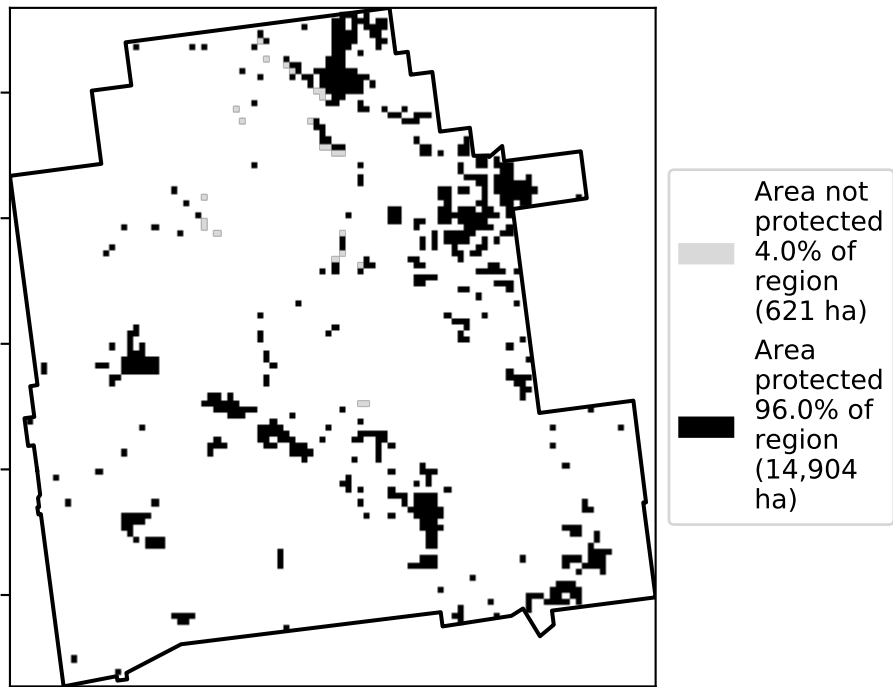 Area not
protected
4.0% of
region
(621 ha)
Area
protected
96.0% of
region
(14,904
ha)